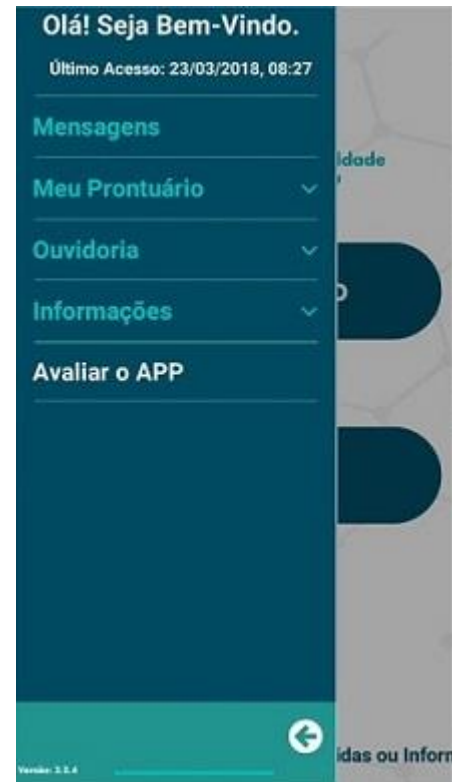 Olá! Seja Bem-Vindo.
Último Acesso: 23/03/2018, 08:27
Mensagens
idade
Meu Prontuário
Ouvidoria
Informações
Avaliar o APP
idas ou Inforr